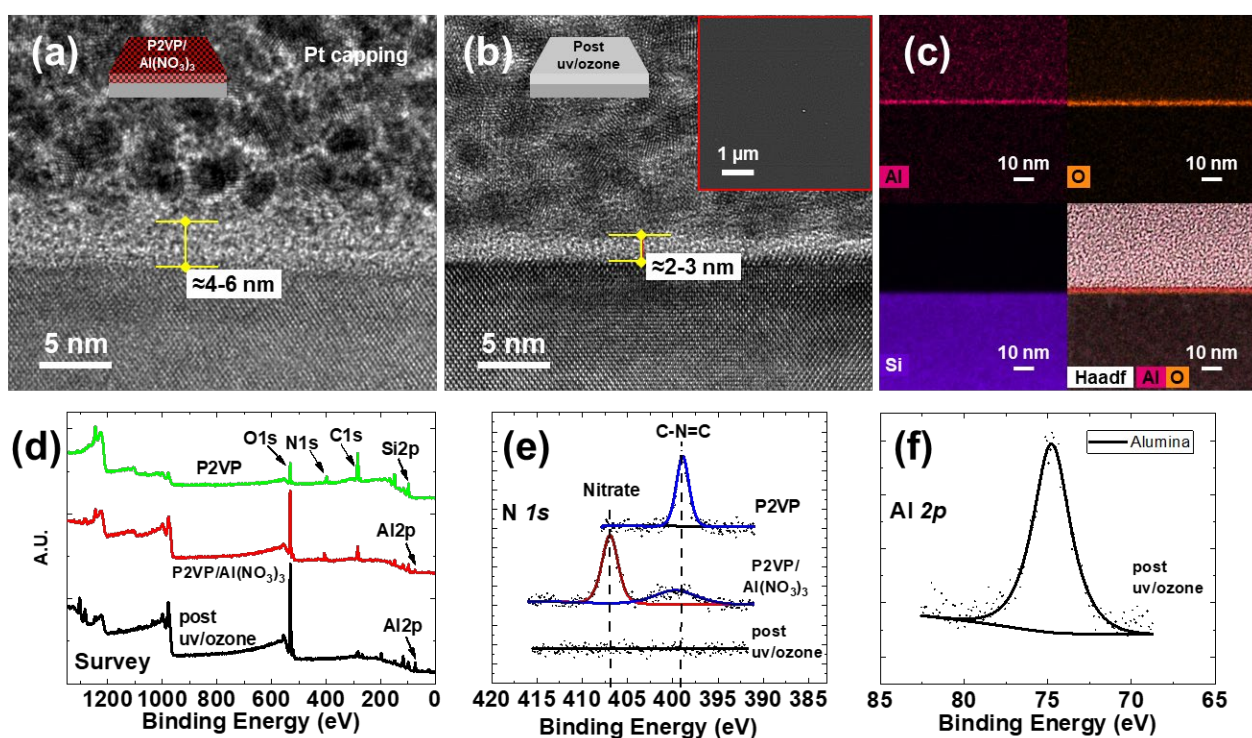 (a)
P2VP/
Al(NO3)3
Pt capping
≈4-6 nm
5 nm
(b)
Post
uv/ozone
1 µm
≈2-3 nm
5 nm
(c)
Al
10 nm
O
10 nm
Si
10 nm
10 nm
Haadf Al O
(d)
O1s
N1s
C1s
Si2p
P2VP
Al2p
P2VP/Al(NO3)3
post
uv/ozone
Al2p
Survey
A.U.
1200 1000 800 600 400 200 0
Binding Energy (eV)
(e)
C-N=C
Nitrate
N 1s
P2VP
P2VP/
Al(NO3)3
post
uv/ozone
420 415 410 405 400 395 390 385
Binding Energy (eV)
(f)
Alumina
Al 2p
post
uv/ozone
85 80 75 70 65
Binding Energy (eV)